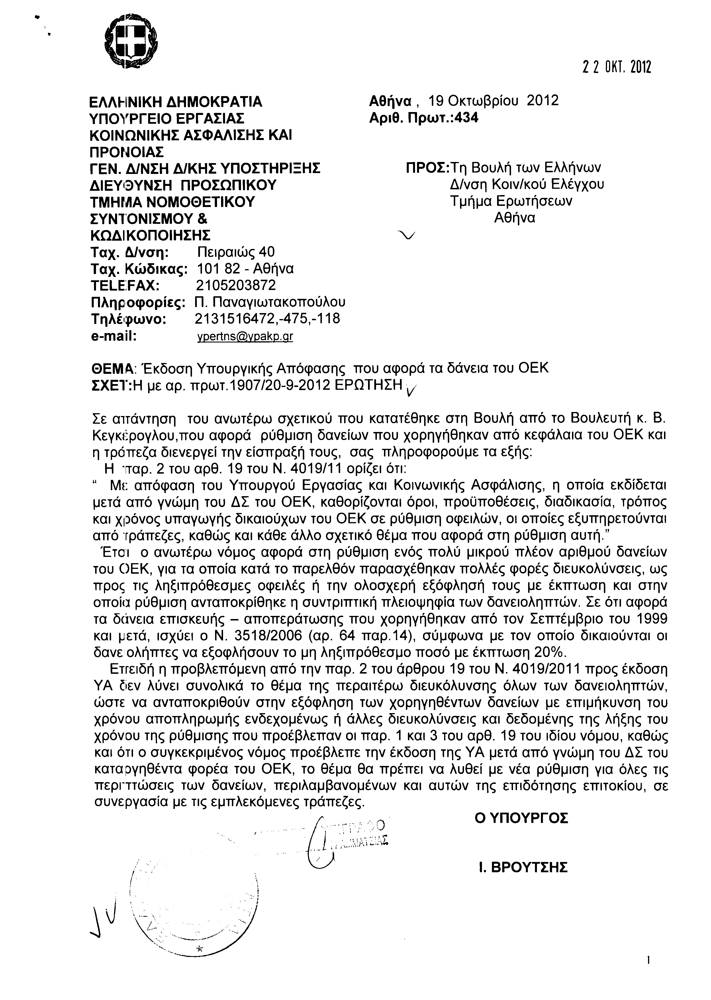 2 2 ΟΚΤ. 2012
ΕΛΛΗΝΙΚΗ ΔΗΜΟΚΡΑΤΙΑ
ΥΠΟΥΡΓΕΙΟ ΕΡΓΑΣΙΑΣ
ΚΟΙΝΩΝΙΚΗΣ ΑΣΦΑΛΙΣΗΣ ΚΑΙ
ΠΡΟΝΟΙΑΣ
ΓΕΝ. Δ/ΝΣΗ Δ/ΚΗΣ ΥΠΟΣΤΗΡΙΞΗΣ
ΔΙΕΥΘΥΝΣΗ ΠΡΟΣΩΠΙΚΟΥ
ΤΜΗΜΑ ΝΟΜΟΘΕΤΙΚΟΥ
ΣΥΝΤΟΝΙΣΜΟΥ &
ΚΩΔΙΚΟΠΟΙΗΣΗΣ
Ταχ. Δ/νση: Πειραιώς 40
Ταχ. Κώδικας: 101 82 - Αθήνα
TELEFAX: 2105203872
Πληροφορίες: Π. Παναγιωτακοπούλου
Τηλέφωνο: 2131516472,-475,-118
e-mail: ypertns@ypakp.gr
Αθήνα , 19 Οκτωβρίου 2012
Αριθ. Πρωτ.:434
ΠΡΟΣ:Τη Βουλή των Ελλήνων
Δ/νση Κοιν/κού Ελέγχου
Τμήμα Ερωτήσεων
Αθήνα
ΘΕΜΑ: Έκδοση Υπουργικής Απόφασης που αφορά τα δάνεια του ΟΕΚ
ΣΧΕΤ:Η με αρ. πρωτ.1907/20-9-2012 ΕΡΩΤΗΣΗ
Σε απάντηση του ανωτέρω σχετικού που κατατέθηκε στη Βουλή από το Βουλευτή κ. Β.
Κεγκέρογλου,που αφορά ρύθμιση δανείων που χορηγήθηκαν από κεφάλαια του ΟΕΚ και
η τράπεζα διενεργεί την είσπραξή τους, σας πληροφορούμε τα εξής:
Η παρ. 2 του αρθ. 19 του Ν. 4019/11 ορίζει ότι:
“ Με απόφαση του Υπουργού Εργασίας και Κοινωνικής Ασφάλισης, η οποία εκδίδεται
μετά από γνώμη του ΔΣ του ΟΕΚ, καθορίζονται όροι, προϋποθέσεις, διαδικασία, τρόπος
και χρόνος υπαγωγής δικαιούχων του ΟΕΚ σε ρύθμιση οφειλών, οι οποίες εξυπηρετούνται
από τράπεζες, καθώς και κάθε άλλο σχετικό θέμα που αφορά στη ρύθμιση αυτή.”
Έτσι ο ανωτέρω νόμος αφορά στη ρύθμιση ενός πολύ μικρού πλέον αριθμού δανείων
του ΟΕΚ, για τα οποία κατά το παρελθόν παρασχέθηκαν πολλές φορές διευκολύνσεις, ως
προς τις ληξιπρόθεσμες οφειλές ή την ολοσχερή εξόφλησή τους με έκπτωση και στην
οποία ρύθμιση ανταποκρίθηκε η συντριπτική πλειοψηφία των δανειοληπτών. Σε ότι αφορά
τα δάνεια επισκευής – αποπεράτωσης που χορηγήθηκαν από τον Σεπτέμβριο του 1999
και μετά, ισχύει ο Ν. 3518/2006 (αρ. 64 παρ.14), σύμφωνα με τον οποίο δικαιούνται οι
δανειολήπτες να εξοφλήσουν το μη ληξιπρόθεσμο ποσό με έκπτωση 20%.
Επειδή η προβλεπόμενη από την παρ. 2 του άρθρου 19 του Ν. 4019/2011 προς έκδοση
ΥΑ δεν λύνει συνολικά το θέμα της περαιτέρω διευκόλυνσης όλων των δανειοληπτών,
ώστε να ανταποκριθούν στην εξόφληση των χορηγηθέντων δανείων με επιμήκυνση του
χρόνου αποπληρωμής ενδεχομένως ή άλλες διευκολύνσεις και δεδομένης της λήξης του
χρόνου της ρύθμισης που προέβλεπαν οι παρ. 1 και 3 του αρθ. 19 του ιδίου νόμου, καθώς
και ότι ο συγκεκριμένος νόμος προέβλεπε την έκδοση της ΥΑ μετά από γνώμη του ΔΣ του
καταργηθέντα φορέα του ΟΕΚ, το θέμα θα πρέπει να λυθεί με νέα ρύθμιση για όλες τις
περιπτώσεις των δανείων, περιλαμβανομένων και αυτών της επιδότησης επιτοκίου, σε
συνεργασία με τις εμπλεκόμενες τράπεζες.
Ο ΥΠΟΥΡΓΟΣ
Ι. ΒΡΟΥΤΣΗΣ
1